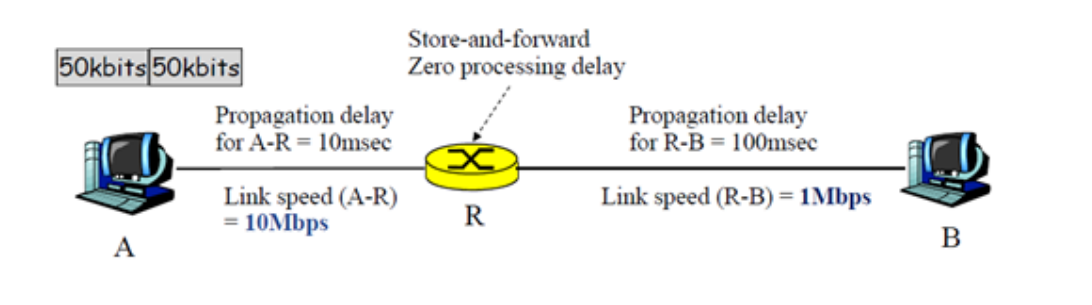 Store-and-forward
Zero processing delay
50kbits 50kbits
Propagation delay
for A-R = 10msec
Propagation delay
for R-B = 100msec
Link speed (A-R)
= 10Mbps
Link speed (R-B) = 1Mbps
R
A
B